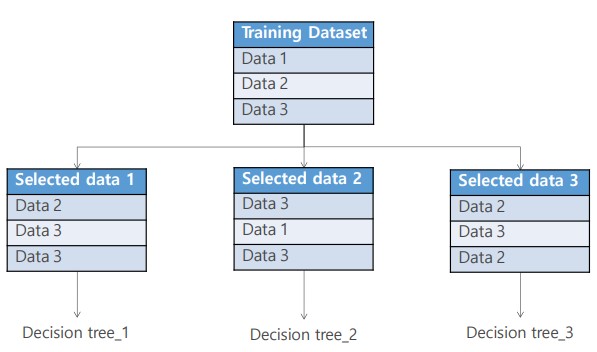 Training Dataset
Data 1
Data 2
Data 3
Selected data 1
Data 2
Data 3
Data 3
Selected data 2
Data 3
Data 1
Data 3
Selected data 3
Data 2
Data 3
Data 2
Decision tree_1
Decision tree_2
Decision tree_3